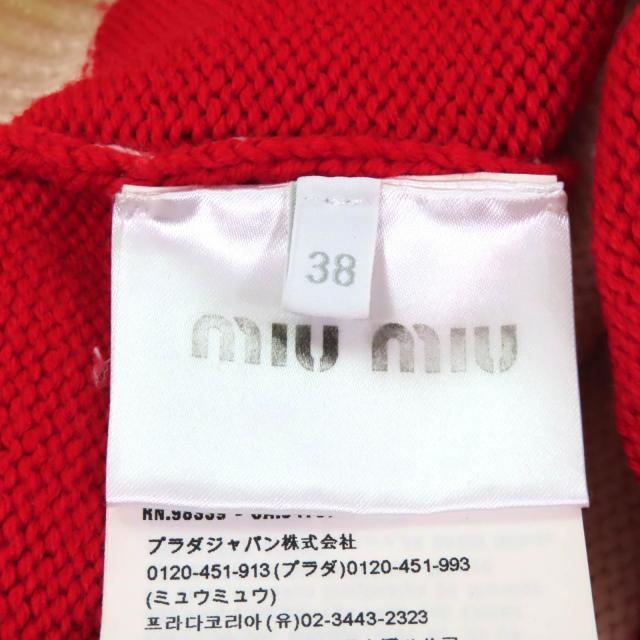 38
miu miu
プラダジャパン株式会社
0120-451-913(プラダ)0120-451-993
(ミュウミュウ)
프라다코리아(유)02-3443-2323